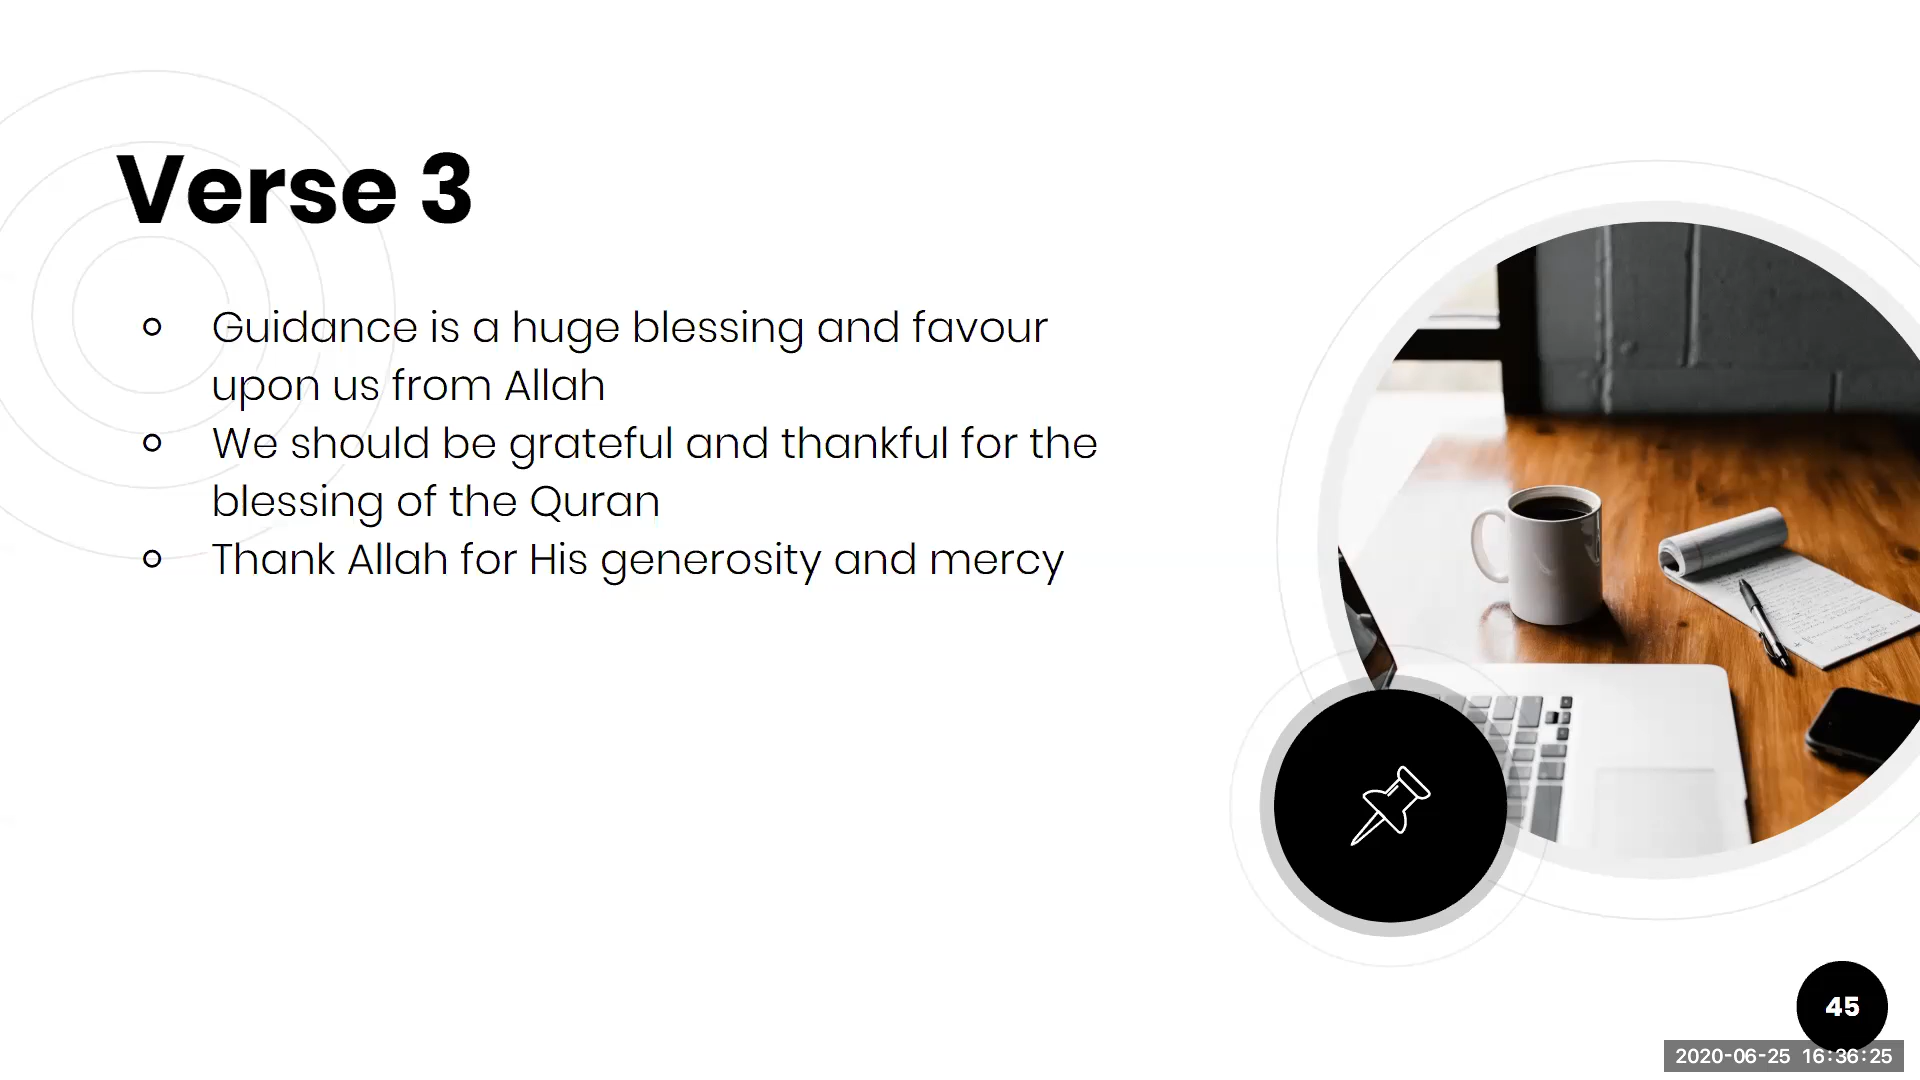 Verse 3
Guidance is a huge blessing and favour
upon us from Allah
We should be grateful and thankful for the
blessing of the Quran
Thank Allah for His generosity and mercy
45
2020-06-25 16:36:25